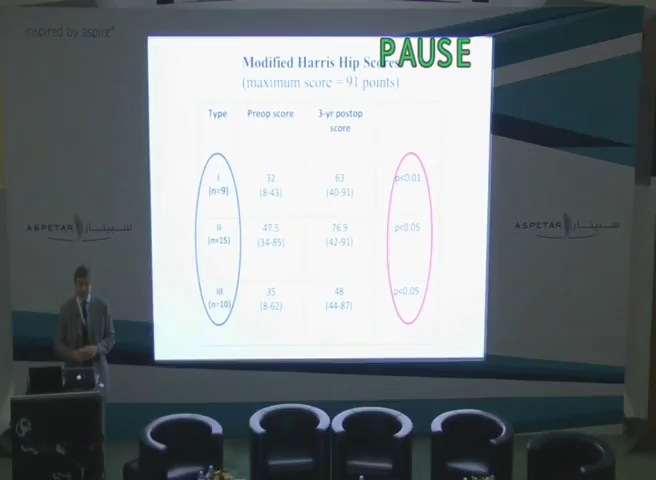 inspired by aspire
PAUSE
Modified Harris Hip Scores
(maximum score = 91 points)
Type Preop score 3-yr postop score
I 32 63 p<0.01
(n=9) (8-43) (40-91)
II 47.5 76.9 p<0.05
(n=15) (34-85) (42-91)
III 35 48 p<0.05
(n=10) (8-62) (44-87)
ASPETAR سبيتار
ASPETAR سبيتار